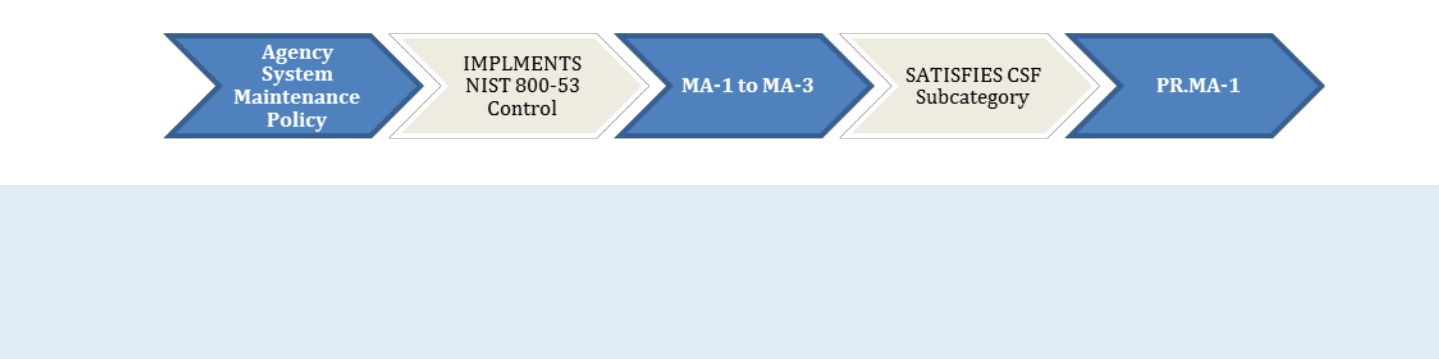 Agency
System
Maintenance
Policy
IMPLMENTS
NIST 800-53
Control
MA-1 to MA-3
SATISFIES CSF
Subcategory
PR.MA-1